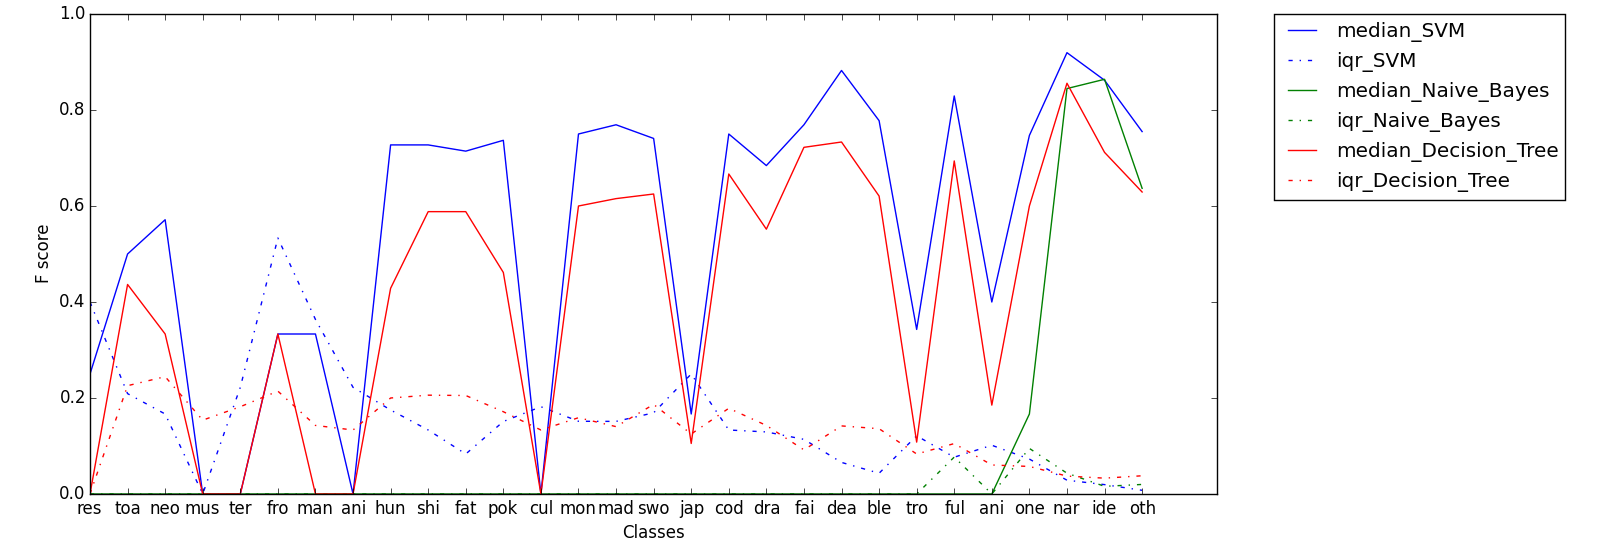 1.0
0.8
0.6
0.4
0.2
0.0
F score
res toa neo mus ter fro man ani hun shi fat pok cul mon mad swo jap cod dra fai dea ble tro ful ani one nar ide oth
Classes
median_SVM
iqr_SVM
median_Naive_Bayes
iqr_Naive_Bayes
median_Decision_Tree
iqr_Decision_Tree